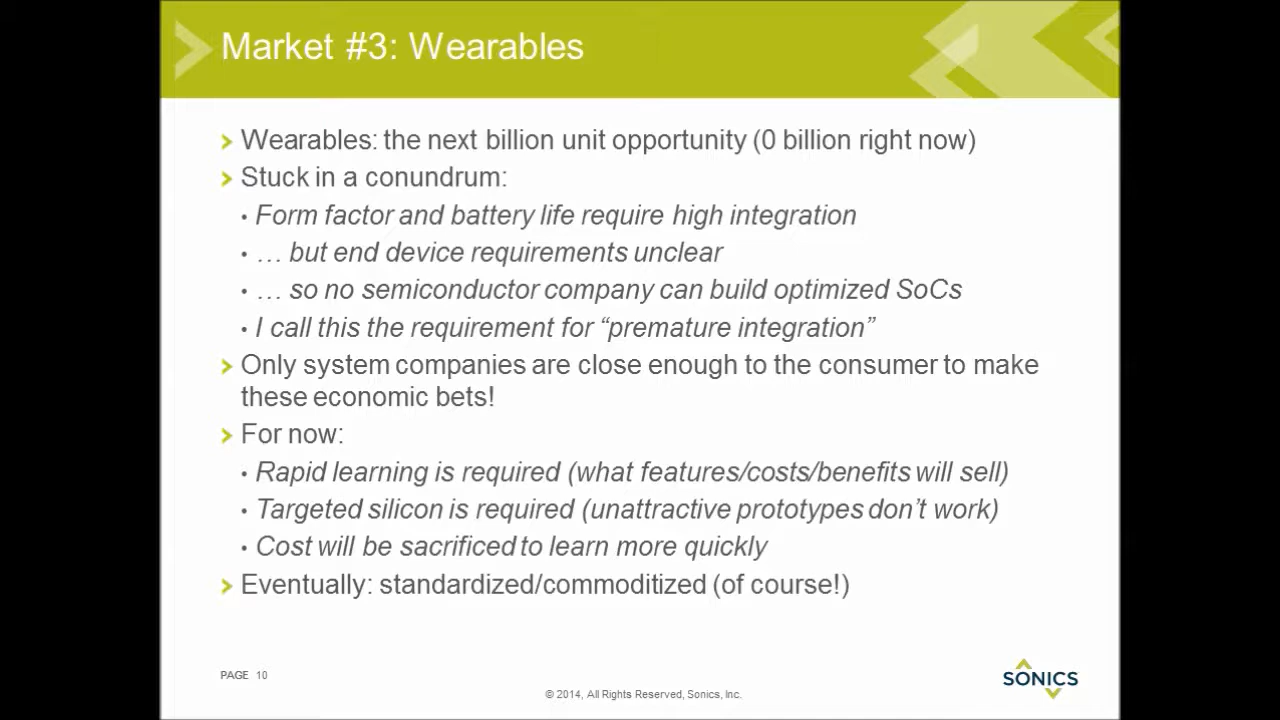 Market #3: Wearables
Wearables: the next billion unit opportunity (0 billion right now)
Stuck in a conundrum:
• Form factor and battery life require high integration
• … but end device requirements unclear
• … so no semiconductor company can build optimized SoCs
• I call this the requirement for “premature integration”
Only system companies are close enough to the consumer to make
these economic bets!
For now:
• Rapid learning is required (what features/costs/benefits will sell)
• Targeted silicon is required (unattractive prototypes don’t work)
• Cost will be sacrificed to learn more quickly
Eventually: standardized/commoditized (of course!)
PAGE 10
© 2014, All Rights Reserved, Sonics, Inc.
SONICS